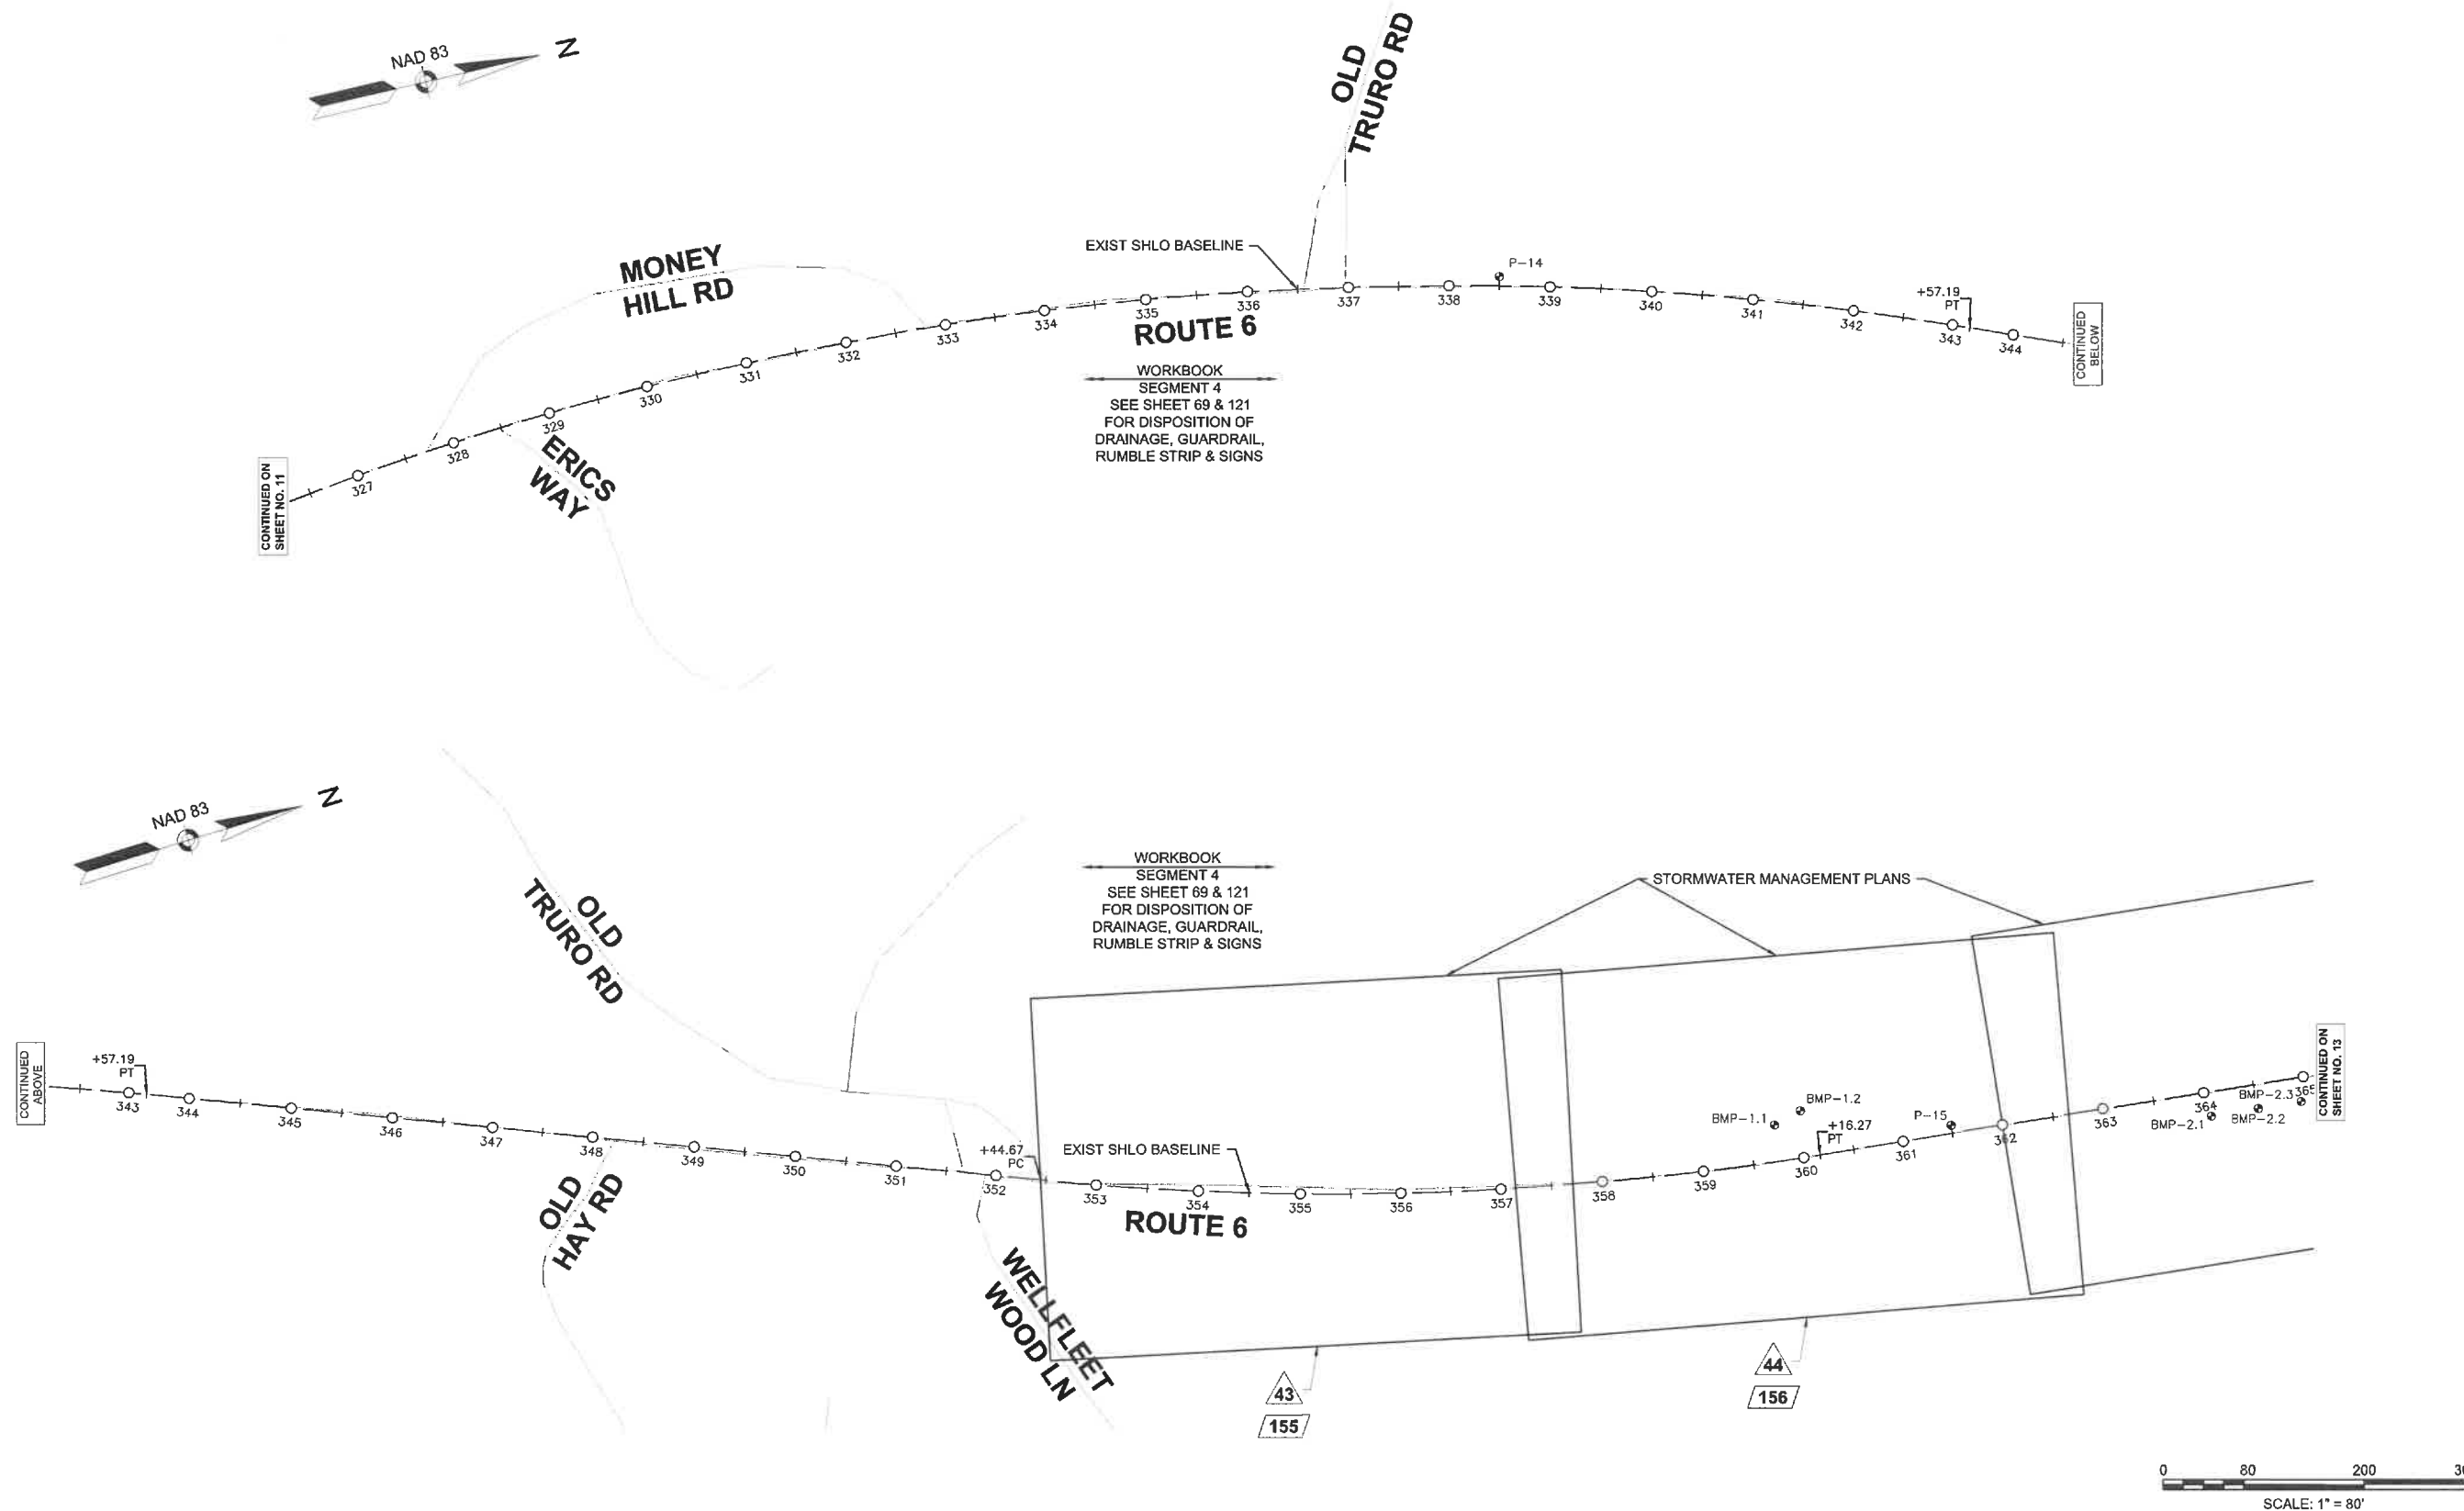 NAD 83
N
OLD
TRURO RD
MONEY
HILL RD
EXIST SHLO BASELINE
P-14
+57.19
PT
CONTINUED
BELOW
CONTINUED ON
SHEET NO. 11
327
328
329
330
331
332
333
334
335
336
337
338
339
340
341
342
343
344
ROUTE 6
ERICS
WAY
WORKBOOK
SEGMENT 4
SEE SHEET 69 & 121
FOR DISPOSITION OF
DRAINAGE, GUARDRAIL,
RUMBLE STRIP & SIGNS
NAD 83
N
OLD
TRURO RD
WORKBOOK
SEGMENT 4
SEE SHEET 69 & 121
FOR DISPOSITION OF
DRAINAGE, GUARDRAIL,
RUMBLE STRIP & SIGNS
STORMWATER MANAGEMENT PLANS
CONTINUED
ABOVE
+57.19
PT
343
344
345
346
347
348
349
350
351
352
353
354
355
356
357
358
359
360
361
362
363
364
365
+44.67
PC
EXIST SHLO BASELINE
BMP-1.1
BMP-1.2
+16.27
PT
P-15
BMP-2.1
BMP-2.2
BMP-2.3
CONTINUED ON
SHEET NO. 13
ROUTE 6
OLD
HAY RD
WELLFLEET
WOOD LN
43
155
44
156
0 80 200
SCALE: 1" = 80'